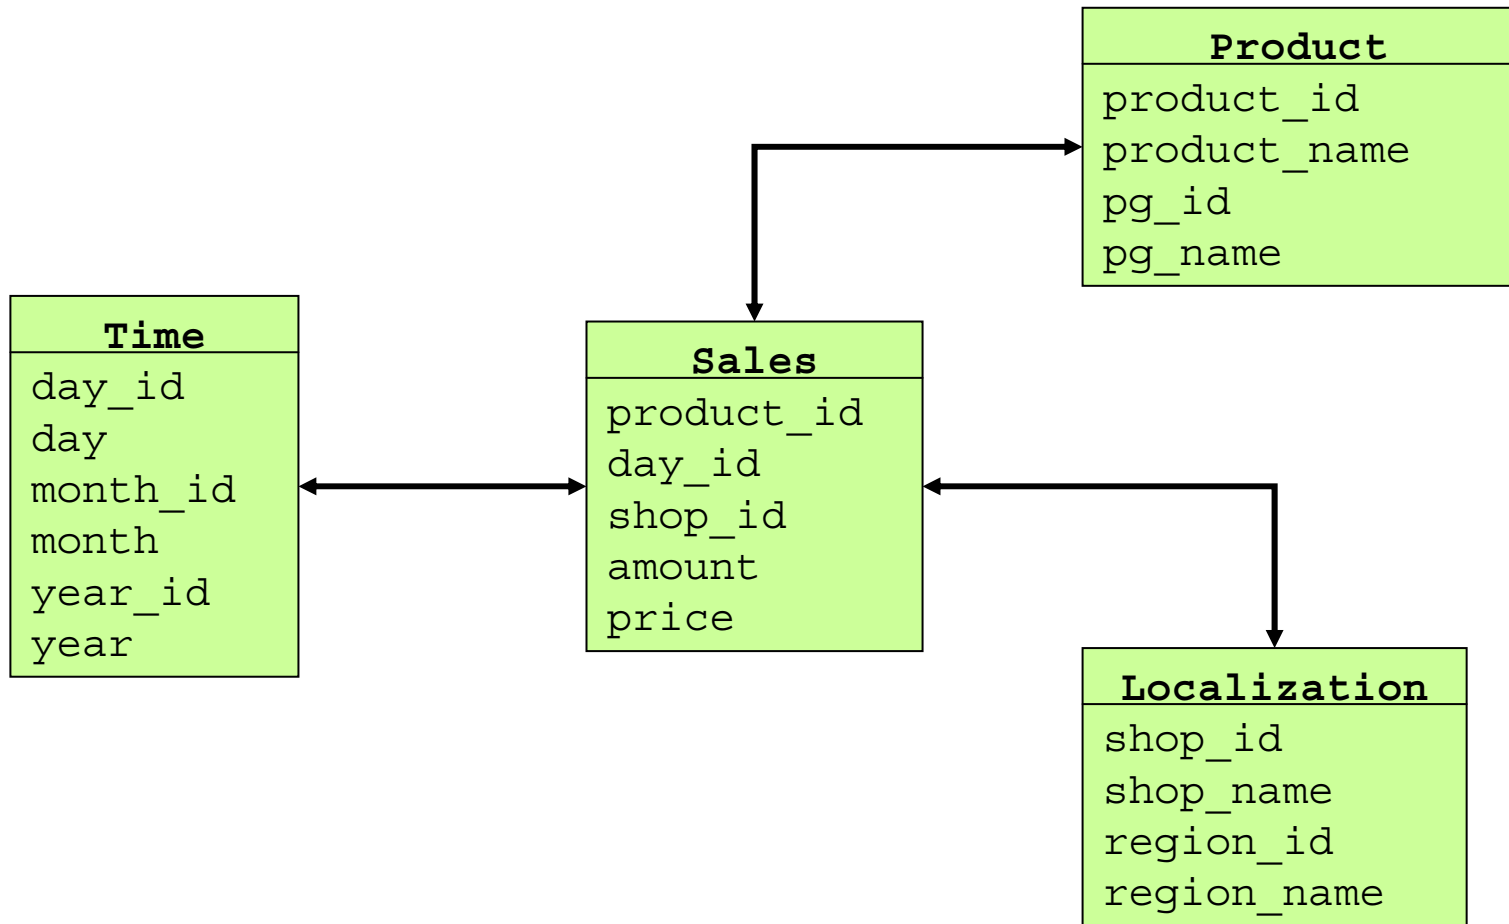 Product
product_id
product_name
pg_id
pg_name
Time
day_id
day
month_id
month
year_id
year
Sales
product_id
day_id
shop_id
amount
price
Localization
shop_id
shop_name
region_id
region_name